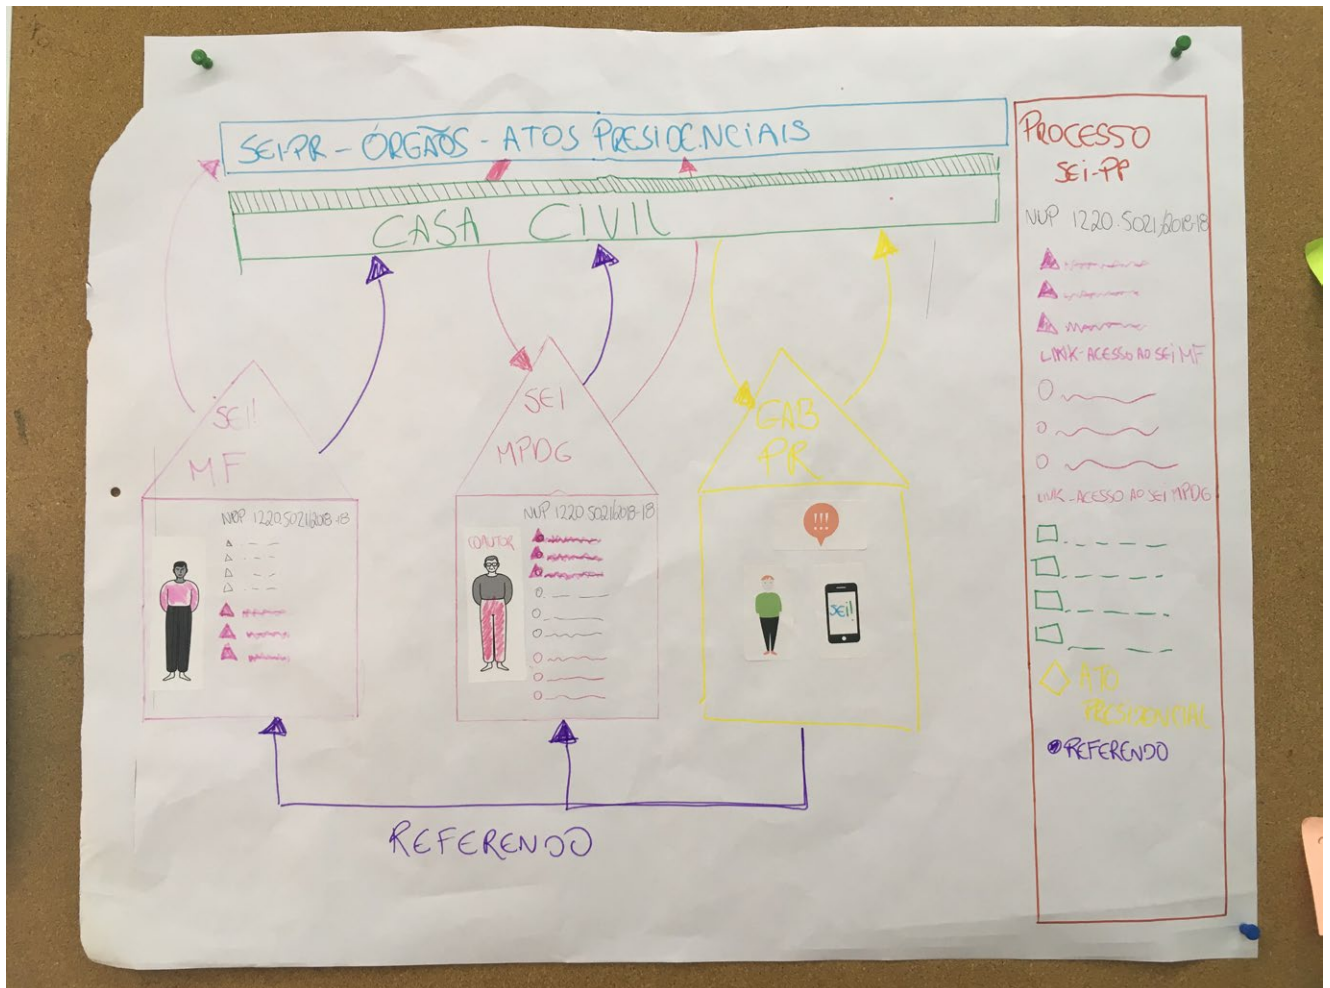 SEI-PR - ÓRGÃOS - ATOS PRESIDENCIAIS
CASA CIVIL
SEI!
MF
NUP 1220.5021/2018-18
SEI
MPDG
NUP 1220.5021/2018-18
COAUTOR
GAB
PR
!!!
SEI!
REFERENDO
PROCESSO
SEI-PR
NUP 1220.5021/2018-18
LINK-ACESSO AO SEI MF
LINK-ACESSO AO SEI MPDG
ATO
PRESIDENCIAL
REFERENDO